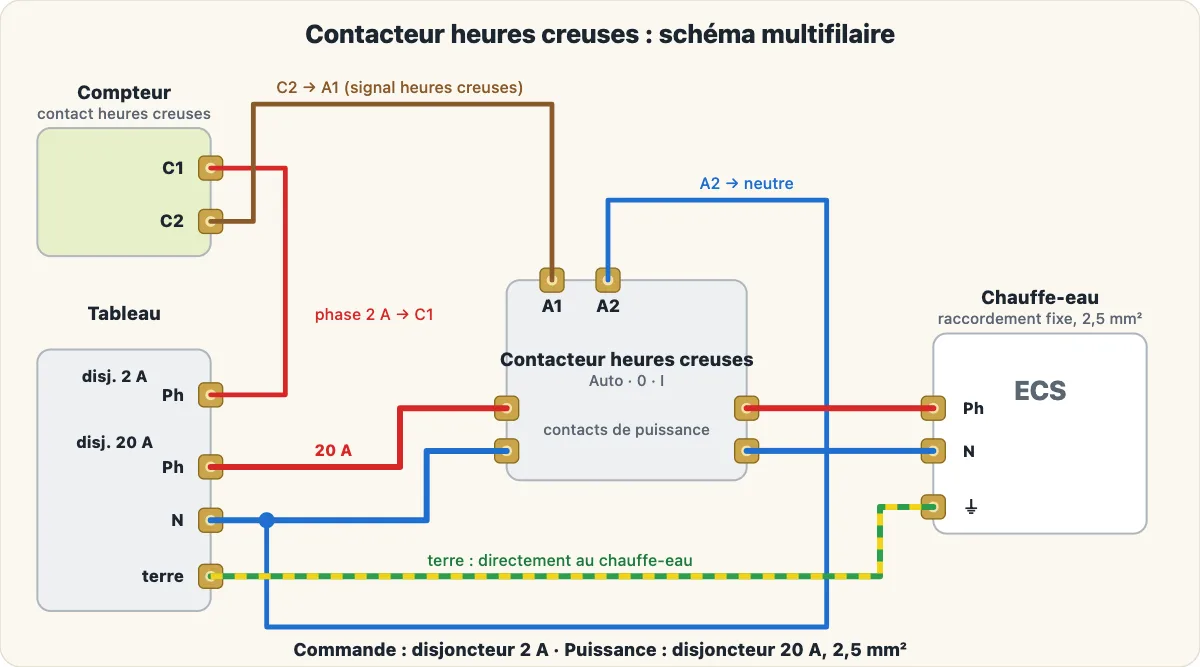 Contacteur heures creuses : schéma multifilaire
C2 → A1 (signal heures creuses)
Compteur
contact heures creuses
C1
C2
A2 → neutre
A1
A2
Tableau
phase 2 A → C1
disj. 2 A
Ph
disj. 20 A
Ph
N
terre
20 A
Contacteur heures creuses
Auto · 0 · I
contacts de puissance
Chauffe-eau
raccordement fixe, 2,5 mm²
ECS
Ph
N
⏚
terre : directement au chauffe-eau
Commande : disjoncteur 2 A · Puissance : disjoncteur 20 A, 2,5 mm²